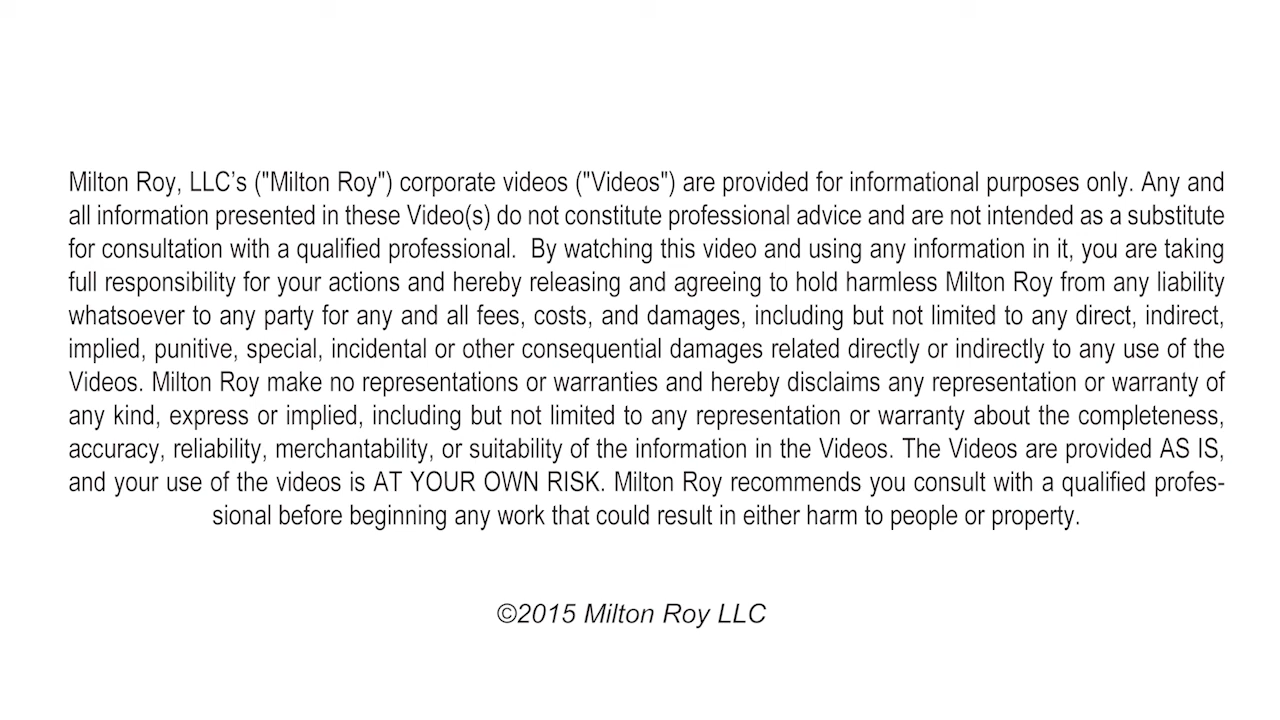 Milton Roy, LLC’s ("Milton Roy") corporate videos ("Videos") are provided for informational purposes only. Any and
all information presented in these Video(s) do not constitute professional advice and are not intended as a substitute
for consultation with a qualified professional.  By watching this video and using any information in it, you are taking
full responsibility for your actions and hereby releasing and agreeing to hold harmless Milton Roy from any liability
whatsoever to any party for any and all fees, costs, and damages, including but not limited to any direct, indirect,
implied, punitive, special, incidental or other consequential damages related directly or indirectly to any use of the
Videos. Milton Roy make no representations or warranties and hereby disclaims any representation or warranty of
any kind, express or implied, including but not limited to any representation or warranty about the completeness,
accuracy, reliability, merchantability, or suitability of the information in the Videos. The Videos are provided AS IS,
and your use of the videos is AT YOUR OWN RISK. Milton Roy recommends you consult with a qualified profes-
sional before beginning any work that could result in either harm to people or property.
©2015 Milton Roy LLC